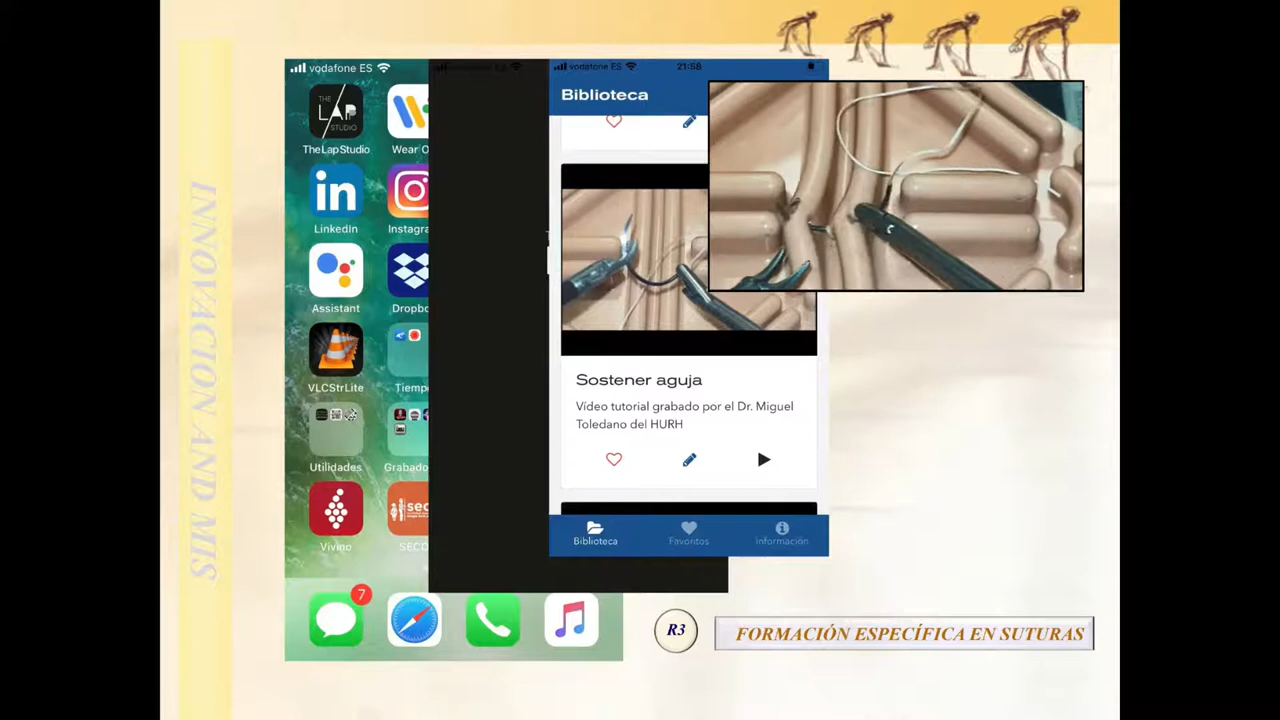 INNOVACION AND MIS
vodafone ES
THE
LAP
STUDIO
TheLapStudio
Wear O
LinkedIn
Instagra
Assistant
Dropbo
VLCStrLite
Tiemp
Utilidades
Grabado
Vivino
sec
SECO
7
vodafone ES
21:58
Biblioteca
Sostener aguja
Vídeo tutorial grabado por el Dr. Miguel
Toledano del HURH
Biblioteca
Favoritos
Información
R3
FORMACIÓN ESPECÍFICA EN SUTURAS